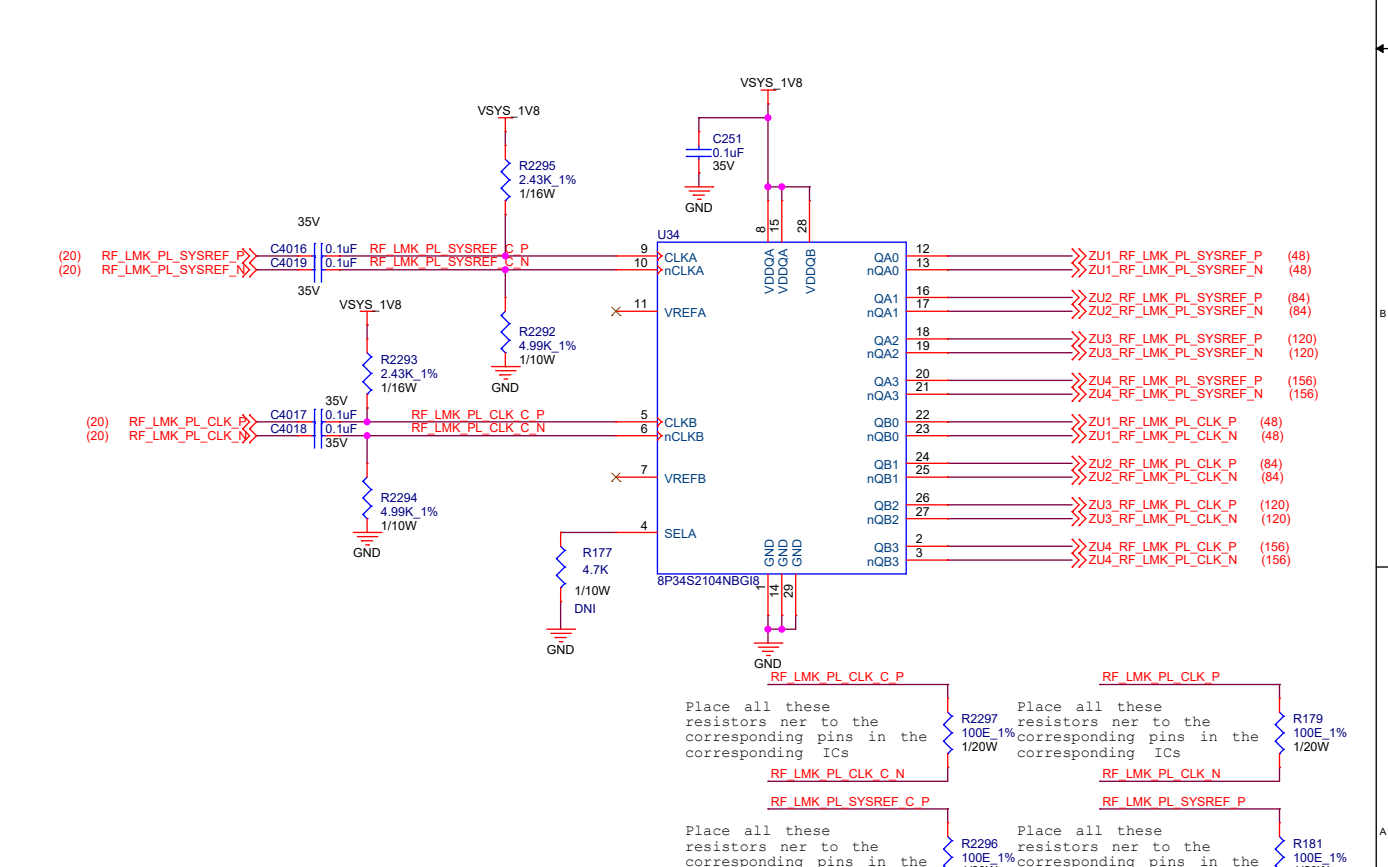 VSYS_1V8
VSYS_1V8
C251
0.1uF
35V
GND
R2295
2.43K_1%
1/16W
35V
(20) RF_LMK_PL_SYSREF_P C4016 0.1uF RF_LMK_PL_SYSREF_C_P
(20) RF_LMK_PL_SYSREF_N C4019 0.1uF RF_LMK_PL_SYSREF_C_N
35V
VSYS_1V8
R2292
4.99K_1%
1/10W
GND
R2293
2.43K_1%
1/16W
35V
(20) RF_LMK_PL_CLK_P C4017 0.1uF RF_LMK_PL_CLK_C_P
(20) RF_LMK_PL_CLK_N C4018 0.1uF RF_LMK_PL_CLK_C_N
35V
R2294
4.99K_1%
1/10W
GND
R177
4.7K
1/10W
DNI
GND
U34
8 15 28
VDDQA VDDQA VDDQB
9 CLKA
10 nCLKA
11 VREFA
5 CLKB
6 nCLKB
7 VREFB
4 SELA
GND GND GND
8P34S2104NBGI8
1 14 29
GND
QA0 12 ZU1_RF_LMK_PL_SYSREF_P (48)
nQA0 13 ZU1_RF_LMK_PL_SYSREF_N (48)
QA1 16 ZU2_RF_LMK_PL_SYSREF_P (84)
nQA1 17 ZU2_RF_LMK_PL_SYSREF_N (84)
QA2 18 ZU3_RF_LMK_PL_SYSREF_P (120)
nQA2 19 ZU3_RF_LMK_PL_SYSREF_N (120)
QA3 20 ZU4_RF_LMK_PL_SYSREF_P (156)
nQA3 21 ZU4_RF_LMK_PL_SYSREF_N (156)
QB0 22 ZU1_RF_LMK_PL_CLK_P (48)
nQB0 23 ZU1_RF_LMK_PL_CLK_N (48)
QB1 24 ZU2_RF_LMK_PL_CLK_P (84)
nQB1 25 ZU2_RF_LMK_PL_CLK_N (84)
QB2 26 ZU3_RF_LMK_PL_CLK_P (120)
nQB2 27 ZU3_RF_LMK_PL_CLK_N (120)
QB3 2 ZU4_RF_LMK_PL_CLK_P (156)
nQB3 3 ZU4_RF_LMK_PL_CLK_N (156)
B
RF_LMK_PL_CLK_C_P
Place all these
resistors ner to the
corresponding pins in the
corresponding ICs
R2297
100E_1%
1/20W
RF_LMK_PL_CLK_C_N
RF_LMK_PL_CLK_P
Place all these
resistors ner to the
corresponding pins in the
corresponding ICs
R179
100E_1%
1/20W
RF_LMK_PL_CLK_N
RF_LMK_PL_SYSREF_C_P
Place all these
resistors ner to the
corresponding pins in the
R2296
100E_1%
RF_LMK_PL_SYSREF_P
Place all these
resistors ner to the
corresponding pins in the
R181
100E_1%
A